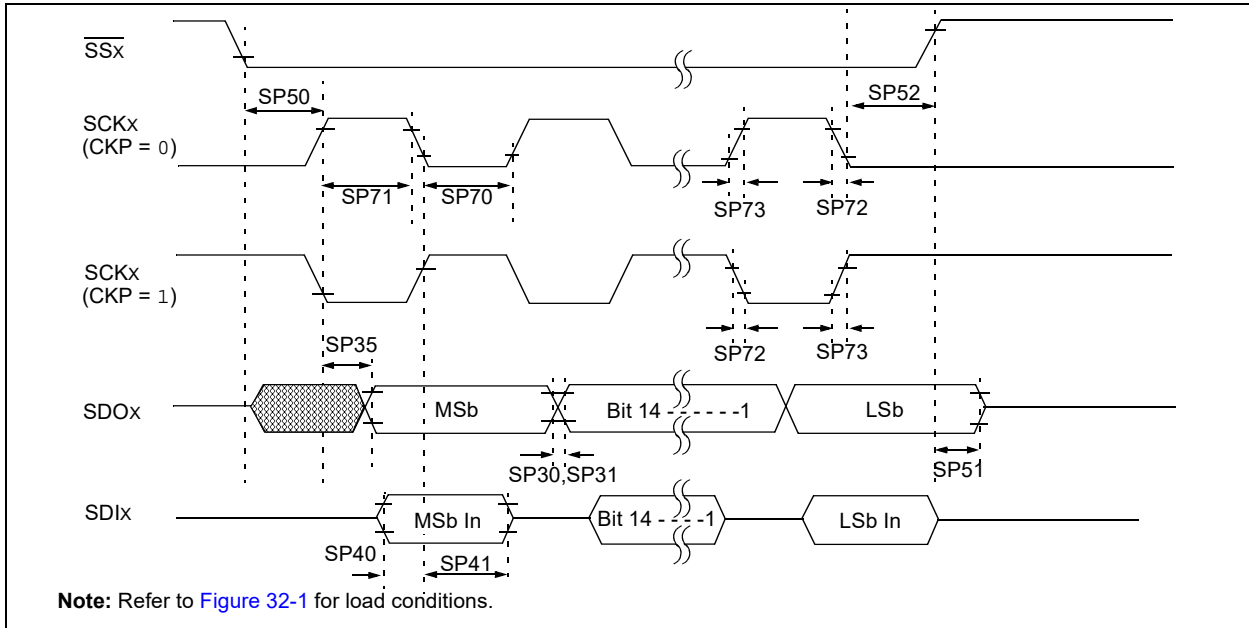 SSx
SP50
SP52
SCKx
(CKP = 0)
SP71
SP70
SP73
SP72
SCKx
(CKP = 1)
SP72
SP73
SP35
SDOx
MSb
Bit 14 - - - - - -1
LSb
SP30,SP31
SP51
SDIx
MSb In
Bit 14 - - - -1
LSb In
SP40
SP41
Note: Refer to Figure 32-1 for load conditions.